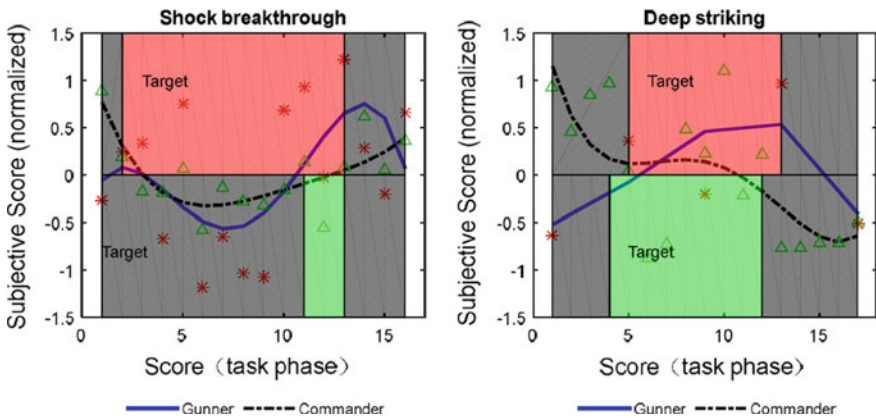 Shock breakthrough
Subjective Score (normalized)
1.5
1
0.5
0
-0.5
-1
-1.5
Target
Target
0 5 10 15
Score（task phase）
Gunner Commander
Deep striking
Subjective Score (normalized)
1.5
1
0.5
0
-0.5
-1
-1.5
Target
Target
0 5 10 15
Score（task phase）
Gunner Commander